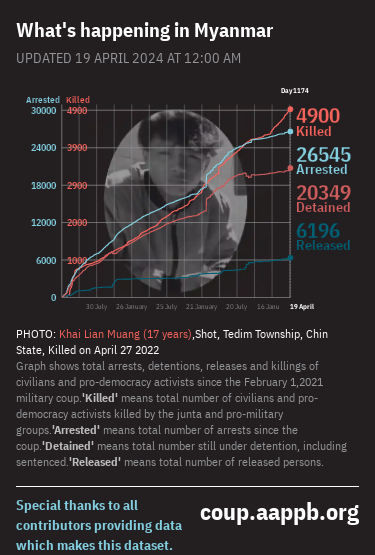 What's happening in Myanmar
UPDATED 19 APRIL 2024 AT 12:00 AM
Day1174
Arrested Killed
30000 4900
24000 3900
18000 2900
12000 2000
6000 1000
0
4900
Killed
26545
Arrested
20349
Detained
6196
Released
30 July 26 January 25 July 21 January 20 July 16 Janu 19 April
PHOTO: Khai Lian Muang (17 years),Shot, Tedim Township, Chin
State, Killed on April 27 2022
Graph shows total arrests, detentions, releases and killings of
civilians and pro-democracy activists since the February 1,2021
military coup.'Killed' means total number of civilians and pro-
democracy activists killed by the junta and pro-military
groups.'Arrested' means total number of arrests since the
coup.'Detained' means total number still under detention, including
sentenced.'Released' means total number of released persons.
Special thanks to all
contributors providing data
which makes this dataset.
coup.aappb.org